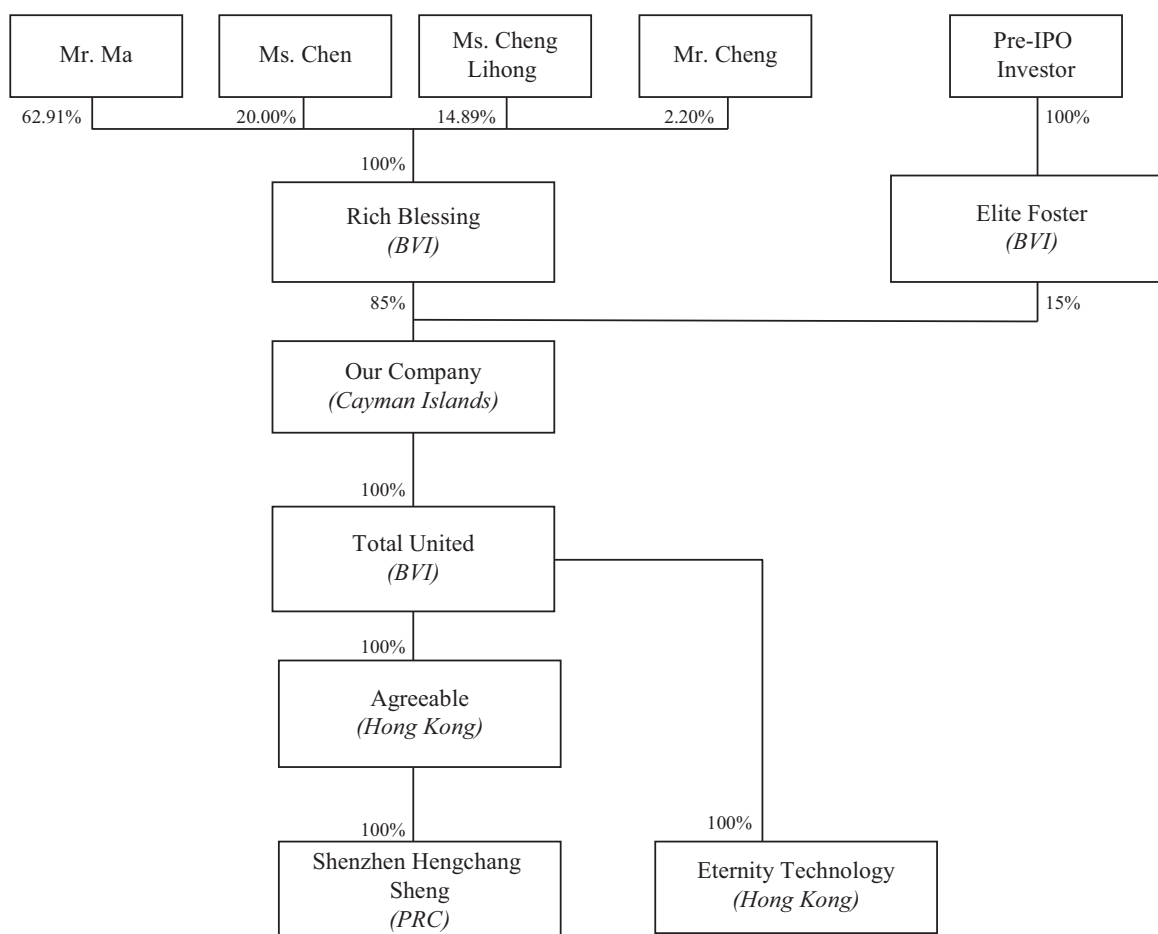 Mr. Ma
Ms. Chen
Ms. Cheng
Lihong
Mr. Cheng
Pre-IPO
Investor
62.91%
20.00%
14.89%
2.20%
100%
100%
Rich Blessing
(BVI)
Elite Foster
(BVI)
85%
15%
Our Company
(Cayman Islands)
100%
Total United
(BVI)
100%
Agreeable
(Hong Kong)
100%
100%
Shenzhen Hengchang
Sheng
(PRC)
Eternity Technology
(Hong Kong)